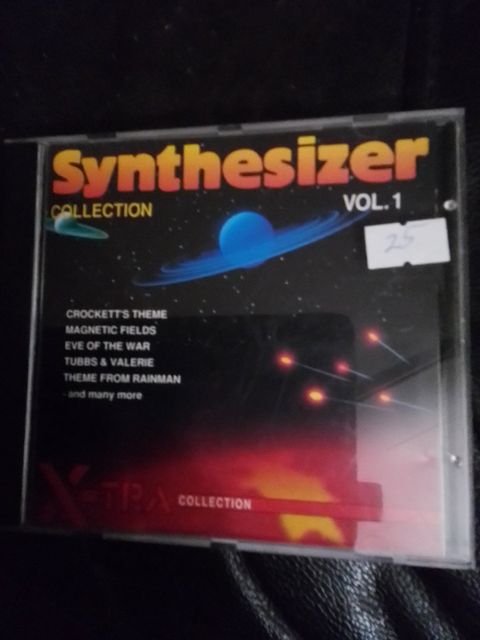 Synthesizer
COLLECTION
VOL.1
25
CROCKETT'S THEME
MAGNETIC FIELDS
EVE OF THE WAR
TUBBS & VALERIE
THEME FROM RAINMAN
- and many more
X-TRA COLLECTION